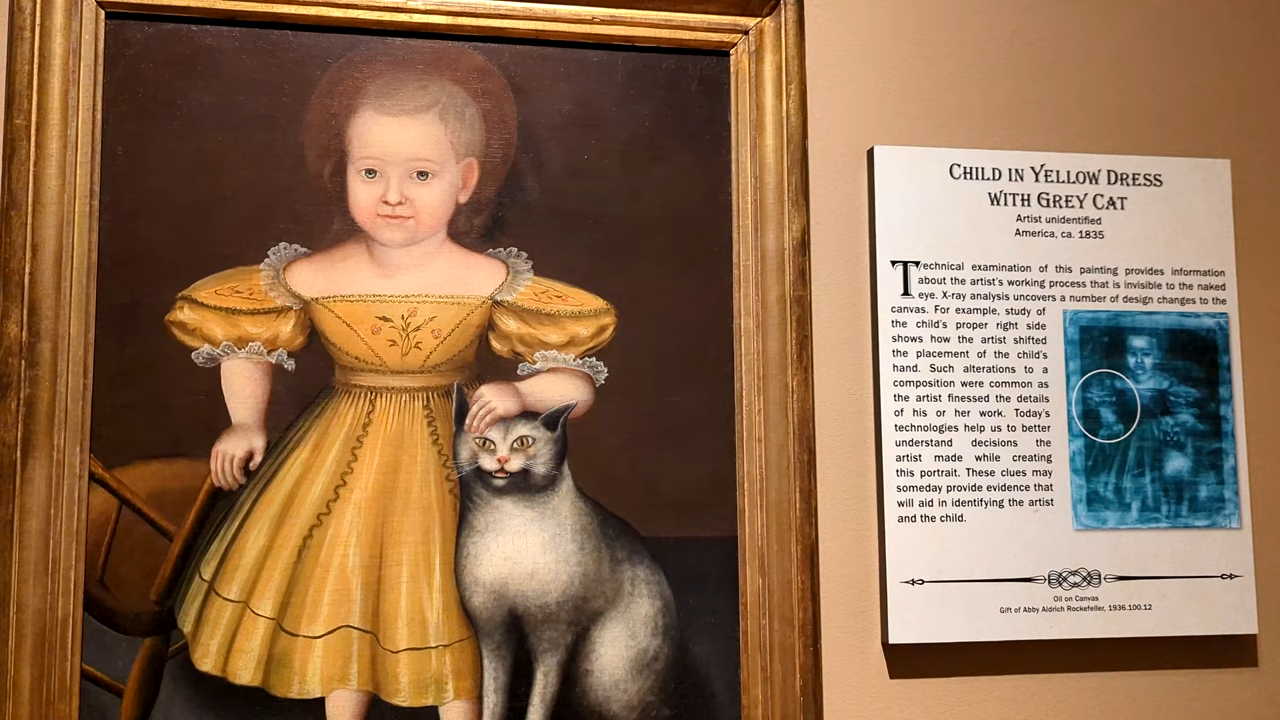 CHILD IN YELLOW DRESS
WITH GREY CAT
Artist unidentified
America, ca. 1835
Technical examination of this painting provides information
about the artist's working process that is invisible to the naked
eye. X-ray analysis uncovers a number of design changes to the
canvas. For example, study of
the child's proper right side
shows how the artist shifted
the placement of the child's
hand. Such alterations to a
composition were common as
the artist finessed the details
of his or her work. Today's
technologies help us to better
understand decisions the
artist made while creating
this portrait. These clues may
someday provide evidence that
will aid in identifying the artist
and the child.
Oil on Canvas
Gift of Abby Aldrich Rockefeller, 1936.100.12